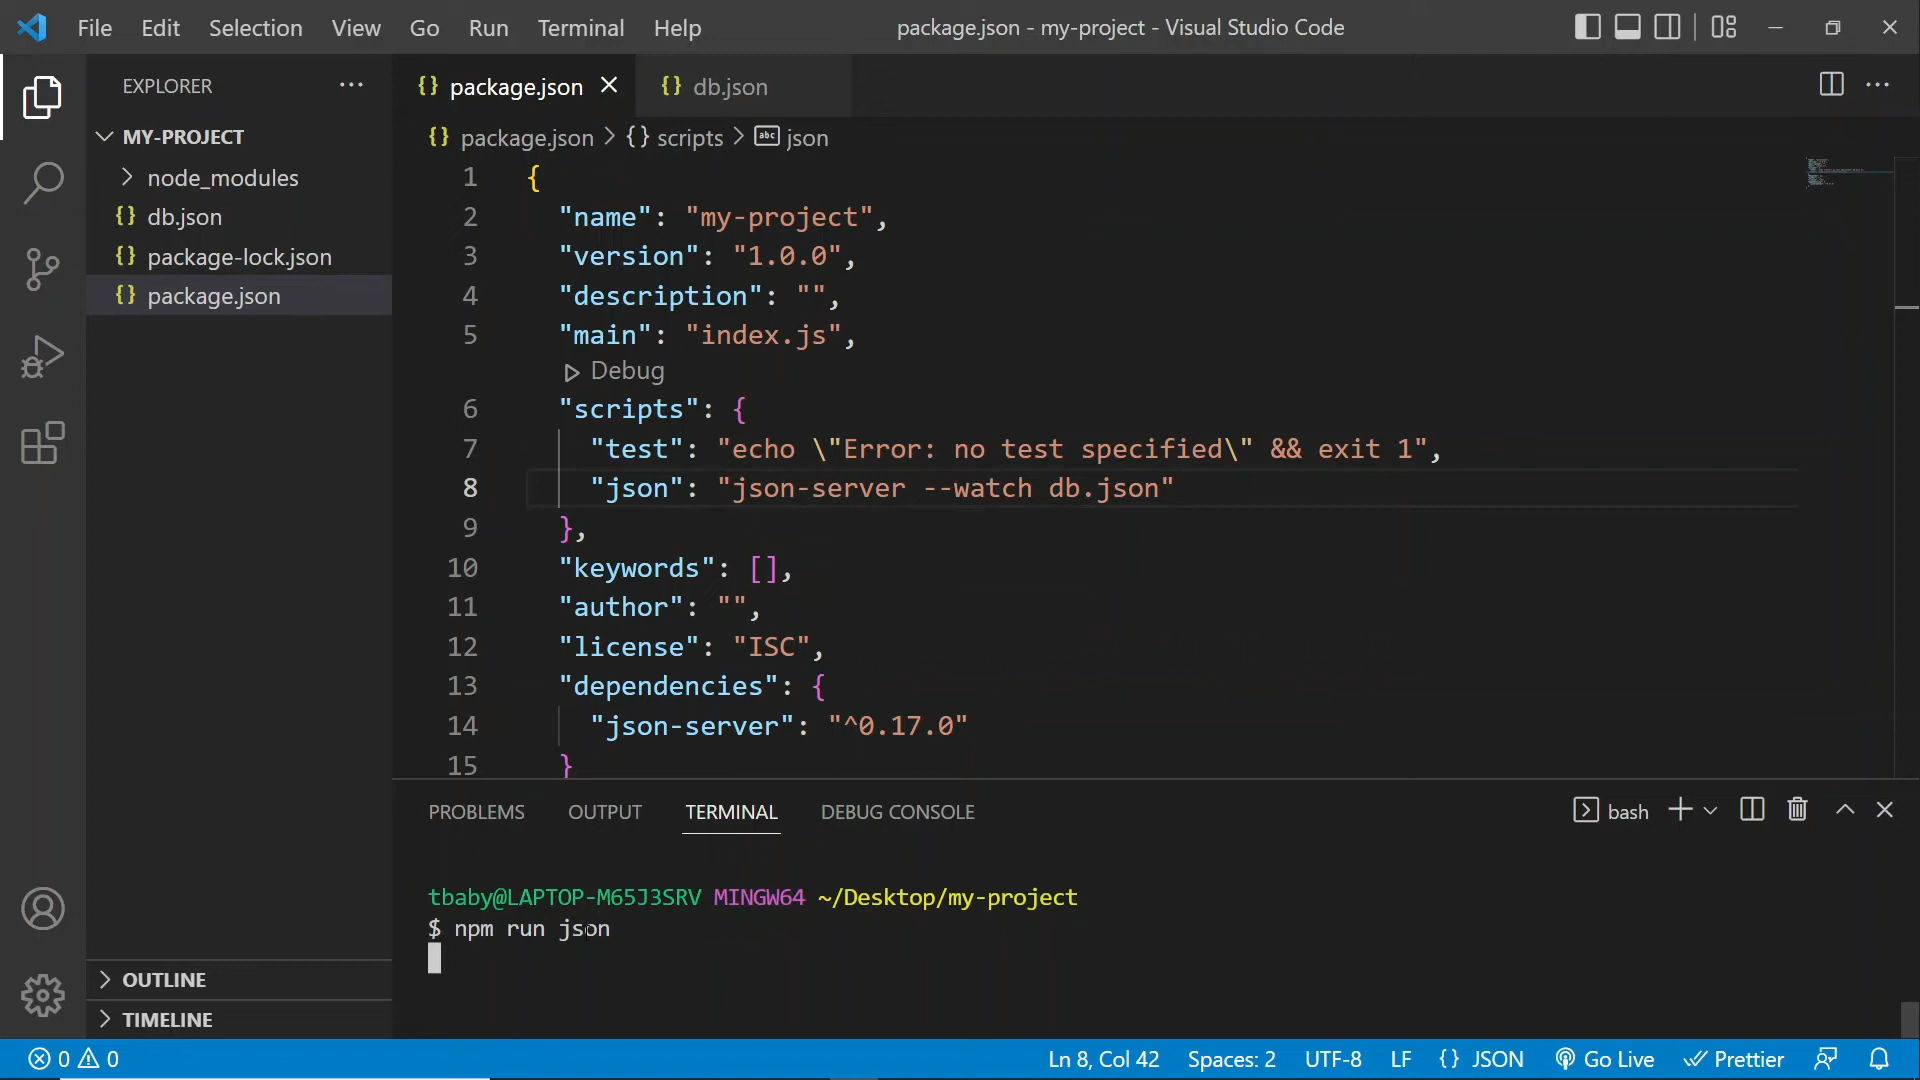 File Edit Selection View Go Run Terminal Help package.json - my-project - Visual Studio Code
EXPLORER
MY-PROJECT
node_modules
{} db.json
{} package-lock.json
{} package.json
OUTLINE
TIMELINE
{} package.json {} db.json
{} package.json > {} scripts > abc json
1 {
2 "name": "my-project",
3 "version": "1.0.0",
4 "description": "",
5 "main": "index.js",
Debug
6 "scripts": {
7 "test": "echo \"Error: no test specified\" && exit 1",
8 "json": "json-server --watch db.json"
9 },
10 "keywords": [],
11 "author": "",
12 "license": "ISC",
13 "dependencies": {
14 "json-server": "^0.17.0"
15 }
PROBLEMS OUTPUT TERMINAL DEBUG CONSOLE bash
tbaby@LAPTOP-M65J3SRV MINGW64 ~/Desktop/my-project
$ npm run json
0 0 Ln 8, Col 42 Spaces: 2 UTF-8 LF {} JSON Go Live Prettier